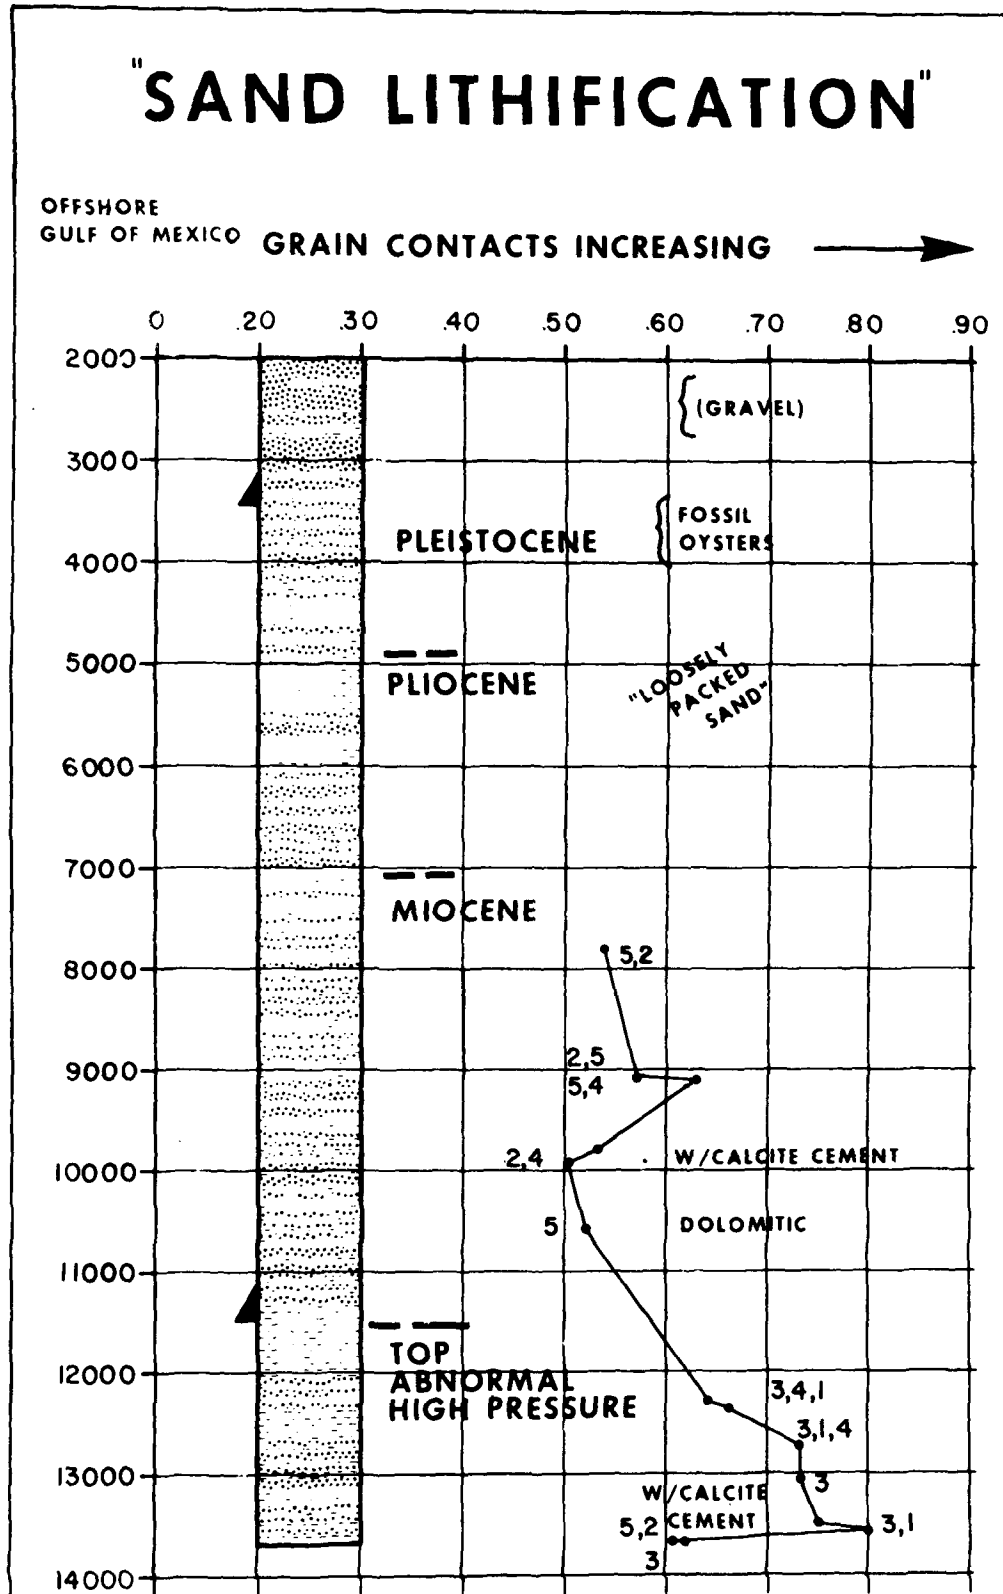 "SAND LITHIFICATION"
OFFSHORE
GULF OF MEXICO
GRAIN CONTACTS INCREASING
0 .20 .30 .40 .50 .60 .70 .80 .90
2000
(GRAVEL)
3000
FOSSIL
OYSTERS
PLEISTOCENE
4000
"LOOSELY
PACKED
SAND"
5000
PLIOCENE
6000
7000
MIOCENE
5,2
8000
2,5
9000
5,4
2,4
W/CALCITE CEMENT
10000
5
DOLOMITIC
11000
TOP
12000
ABNORMAL
HIGH PRESSURE
3,4,1
3,1,4
13000
3
W/CALCITE
CEMENT
5,2
3,1
3
14000